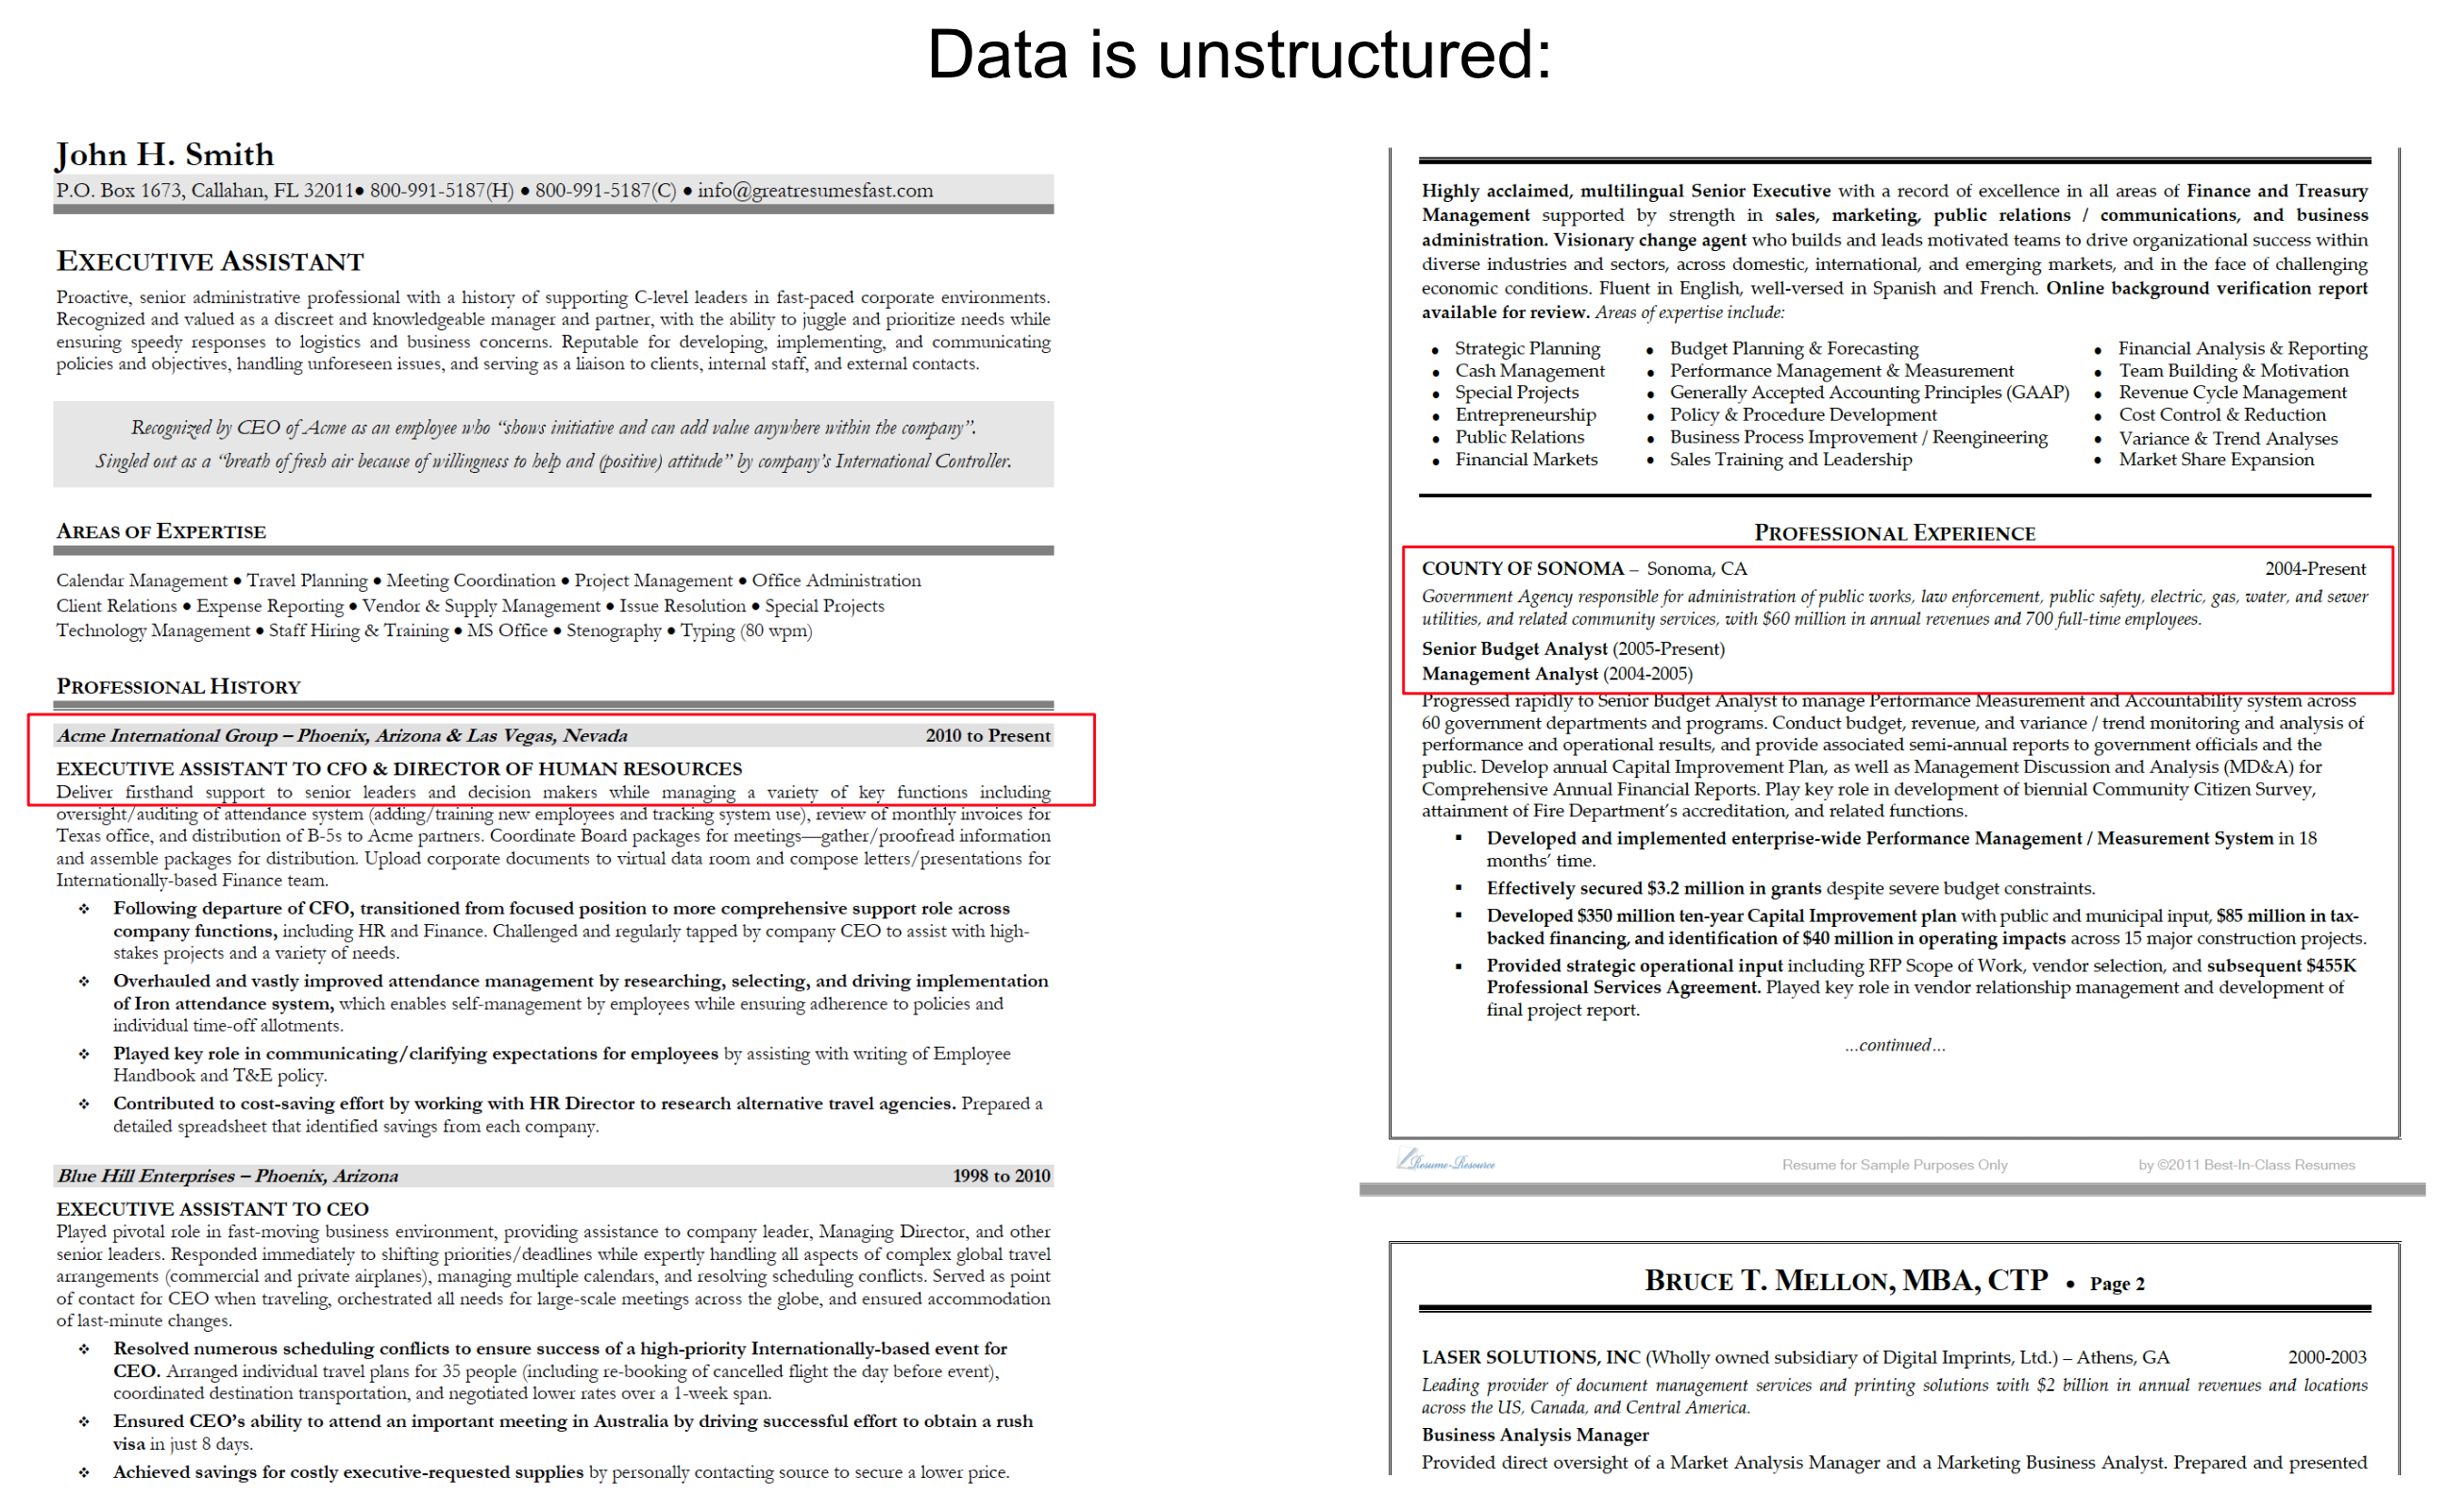 Data is unstructured:
John H. Smith
P.O. Box 1673, Callahan, FL 32011● 800-991-5187(H) ● 800-991-5187(C) ● info@greatresumesfast.com
EXECUTIVE ASSISTANT
Proactive, senior administrative professional with a history of supporting C-level leaders in fast-paced corporate environments.
Recognized and valued as a discreet and knowledgeable manager and partner, with the ability to juggle and prioritize needs while
ensuring speedy responses to logistics and business concerns. Reputable for developing, implementing, and communicating
policies and objectives, handling unforeseen issues, and serving as a liaison to clients, internal staff, and external contacts.
Recognized by CEO of Acme as an employee who “shows initiative and can add value anywhere within the company”.
Singled out as a “breath of fresh air because of willingness to help and (positive) attitude” by company’s International Controller.
AREAS OF EXPERTISE
Calendar Management ● Travel Planning ● Meeting Coordination ● Project Management ● Office Administration
Client Relations ● Expense Reporting ● Vendor & Supply Management ● Issue Resolution ● Special Projects
Technology Management ● Staff Hiring & Training ● MS Office ● Stenography ● Typing (80 wpm)
PROFESSIONAL HISTORY
Acme International Group – Phoenix, Arizona & Las Vegas, Nevada 2010 to Present
EXECUTIVE ASSISTANT TO CFO & DIRECTOR OF HUMAN RESOURCES
Deliver firsthand support to senior leaders and decision makers while managing a variety of key functions including
oversight/auditing of attendance system (adding/training new employees and tracking system use), review of monthly invoices for
Texas office, and distribution of B-5s to Acme partners. Coordinate Board packages for meetings—gather/proofread information
and assemble packages for distribution. Upload corporate documents to virtual data room and compose letters/presentations for
Internationally-based Finance team.
❖ Following departure of CFO, transitioned from focused position to more comprehensive support role across
company functions, including HR and Finance. Challenged and regularly tapped by company CEO to assist with high-
stakes projects and a variety of needs.
❖ Overhauled and vastly improved attendance management by researching, selecting, and driving implementation
of Iron attendance system, which enables self-management by employees while ensuring adherence to policies and
individual time-off allotments.
❖ Played key role in communicating/clarifying expectations for employees by assisting with writing of Employee
Handbook and T&E policy.
❖ Contributed to cost-saving effort by working with HR Director to research alternative travel agencies. Prepared a
detailed spreadsheet that identified savings from each company.
Blue Hill Enterprises – Phoenix, Arizona 1998 to 2010
EXECUTIVE ASSISTANT TO CEO
Played pivotal role in fast-moving business environment, providing assistance to company leader, Managing Director, and other
senior leaders. Responded immediately to shifting priorities/deadlines while expertly handling all aspects of complex global travel
arrangements (commercial and private airplanes), managing multiple calendars, and resolving scheduling conflicts. Served as point
of contact for CEO when traveling, orchestrated all needs for large-scale meetings across the globe, and ensured accommodation
of last-minute changes.
❖ Resolved numerous scheduling conflicts to ensure success of a high-priority Internationally-based event for
CEO. Arranged individual travel plans for 35 people (including re-booking of cancelled flight the day before event),
coordinated destination transportation, and negotiated lower rates over a 1-week span.
❖ Ensured CEO’s ability to attend an important meeting in Australia by driving successful effort to obtain a rush
visa in just 8 days.
❖ Achieved savings for costly executive-requested supplies by personally contacting source to secure a lower price.
Highly acclaimed, multilingual Senior Executive with a record of excellence in all areas of Finance and Treasury
Management supported by strength in sales, marketing, public relations / communications, and business
administration. Visionary change agent who builds and leads motivated teams to drive organizational success within
diverse industries and sectors, across domestic, international, and emerging markets, and in the face of challenging
economic conditions. Fluent in English, well-versed in Spanish and French. Online background verification report
available for review. Areas of expertise include:
● Strategic Planning ● Budget Planning & Forecasting ● Financial Analysis & Reporting
● Cash Management ● Performance Management & Measurement ● Team Building & Motivation
● Special Projects ● Generally Accepted Accounting Principles (GAAP) ● Revenue Cycle Management
● Entrepreneurship ● Policy & Procedure Development ● Cost Control & Reduction
● Public Relations ● Business Process Improvement / Reengineering ● Variance & Trend Analyses
● Financial Markets ● Sales Training and Leadership ● Market Share Expansion
PROFESSIONAL EXPERIENCE
COUNTY OF SONOMA – Sonoma, CA 2004-Present
Government Agency responsible for administration of public works, law enforcement, public safety, electric, gas, water, and sewer
utilities, and related community services, with $60 million in annual revenues and 700 full-time employees.
Senior Budget Analyst (2005-Present)
Management Analyst (2004-2005)
Progressed rapidly to Senior Budget Analyst to manage Performance Measurement and Accountability system across
60 government departments and programs. Conduct budget, revenue, and variance / trend monitoring and analysis of
performance and operational results, and provide associated semi-annual reports to government officials and the
public. Develop annual Capital Improvement Plan, as well as Management Discussion and Analysis (MD&A) for
Comprehensive Annual Financial Reports. Play key role in development of biennial Community Citizen Survey,
attainment of Fire Department’s accreditation, and related functions.
▪ Developed and implemented enterprise-wide Performance Management / Measurement System in 18
months’ time.
▪ Effectively secured $3.2 million in grants despite severe budget constraints.
▪ Developed $350 million ten-year Capital Improvement plan with public and municipal input, $85 million in tax-
backed financing, and identification of $40 million in operating impacts across 15 major construction projects.
▪ Provided strategic operational input including RFP Scope of Work, vendor selection, and subsequent $455K
Professional Services Agreement. Played key role in vendor relationship management and development of
final project report.
…continued…
Resume-Resource Resume for Sample Purposes Only by ©2011 Best-In-Class Resumes
BRUCE T. MELLON, MBA, CTP • Page 2
LASER SOLUTIONS, INC (Wholly owned subsidiary of Digital Imprints, Ltd.) – Athens, GA 2000-2003
Leading provider of document management services and printing solutions with $2 billion in annual revenues and locations
across the US, Canada, and Central America.
Business Analysis Manager
Provided direct oversight of a Market Analysis Manager and a Marketing Business Analyst. Prepared and presented